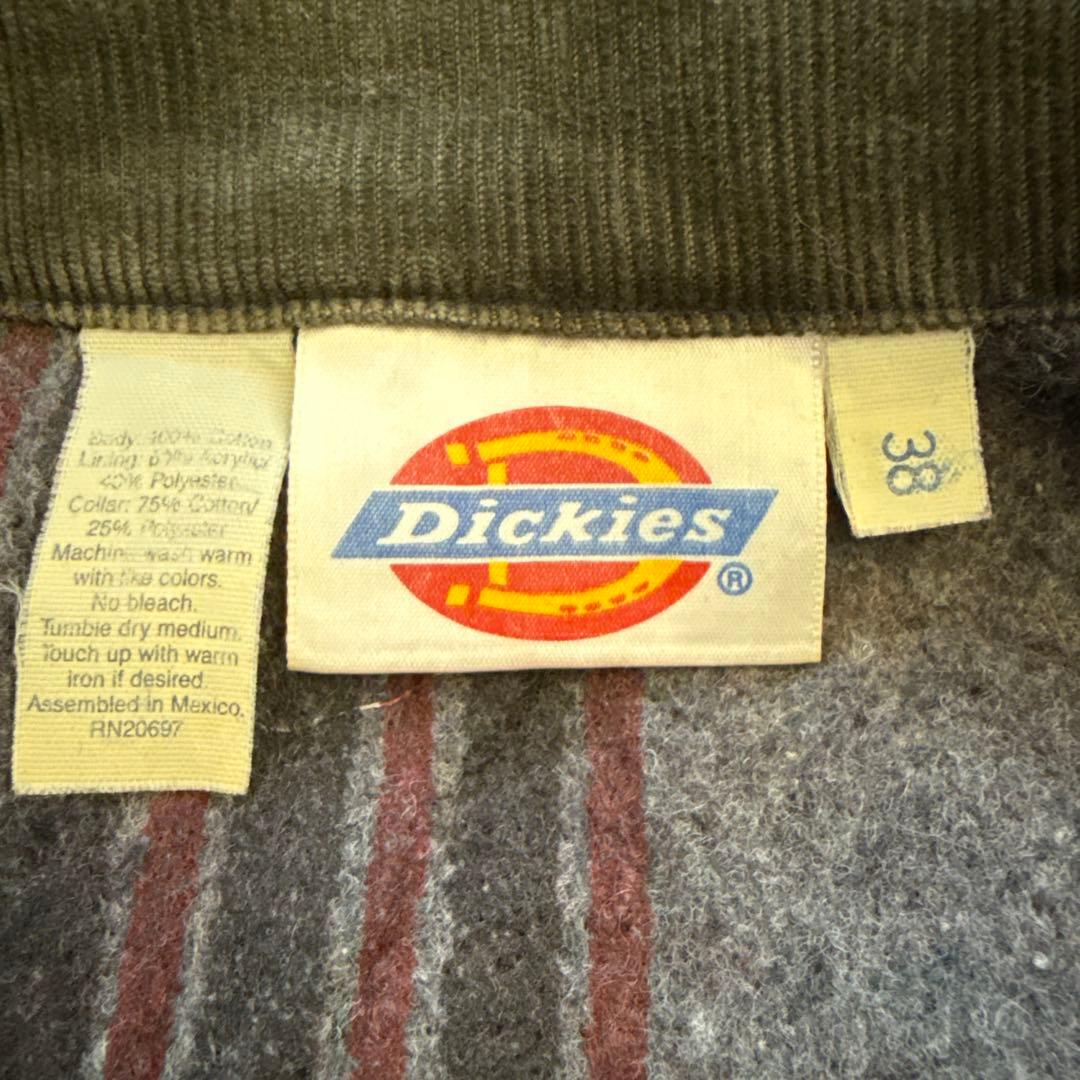 Body: 100% Cotton
Lining: 60% Acrylic/
40% Polyester
Collar: 75% Cotton/
25% Polyester
Machine wash warm
with like colors.
No bleach.
Tumble dry medium.
Touch up with warm
iron if desired.
Assembled in Mexico.
RN20697
Dickies
®
38